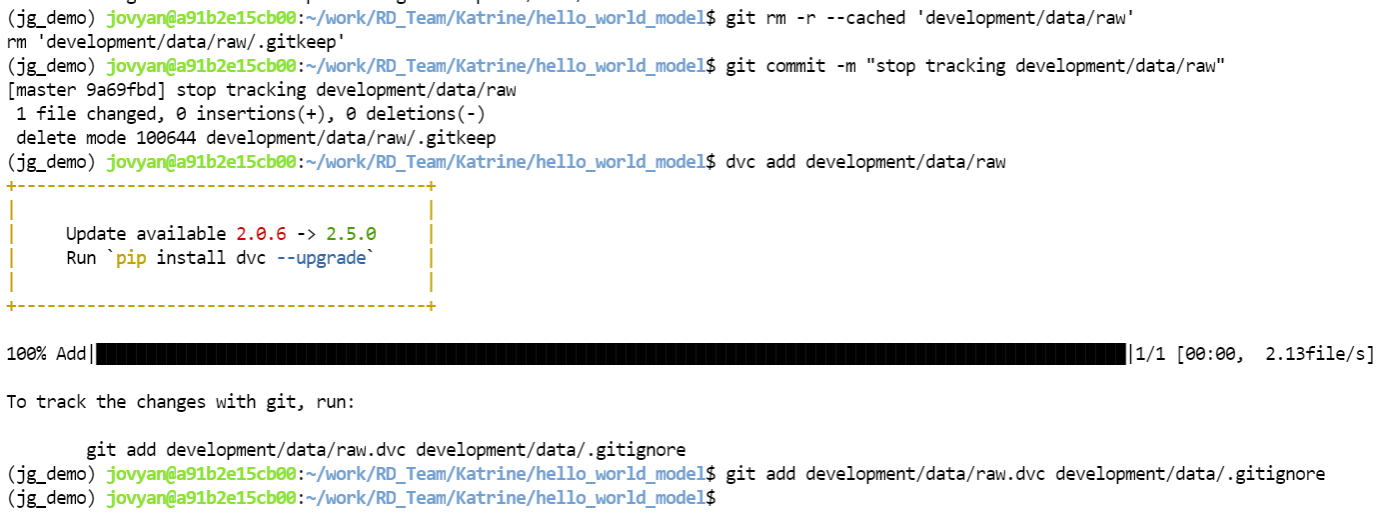 (jg_demo) jovyan@a91b2e15cb00:~/work/RD_Team/Katrine/hello_world_model$ git rm -r --cached 'development/data/raw'
rm 'development/data/raw/.gitkeep'
(jg_demo) jovyan@a91b2e15cb00:~/work/RD_Team/Katrine/hello_world_model$ git commit -m "stop tracking development/data/raw"
[master 9a69fbd] stop tracking development/data/raw
1 file changed, 0 insertions(+), 0 deletions(-)
delete mode 100644 development/data/raw/.gitkeep
(jg_demo) jovyan@a91b2e15cb00:~/work/RD_Team/Katrine/hello_world_model$ dvc add development/data/raw
+-----------------------------------------+
Update available 2.0.6 -> 2.5.0
Run `pip install dvc --upgrade`
+-----------------------------------------+
100% Add|1/1 [00:00, 2.13file/s]
To track the changes with git, run:
git add development/data/raw.dvc development/data/.gitignore
(jg_demo) jovyan@a91b2e15cb00:~/work/RD_Team/Katrine/hello_world_model$ git add development/data/raw.dvc development/data/.gitignore
(jg_demo) jovyan@a91b2e15cb00:~/work/RD_Team/Katrine/hello_world_model$